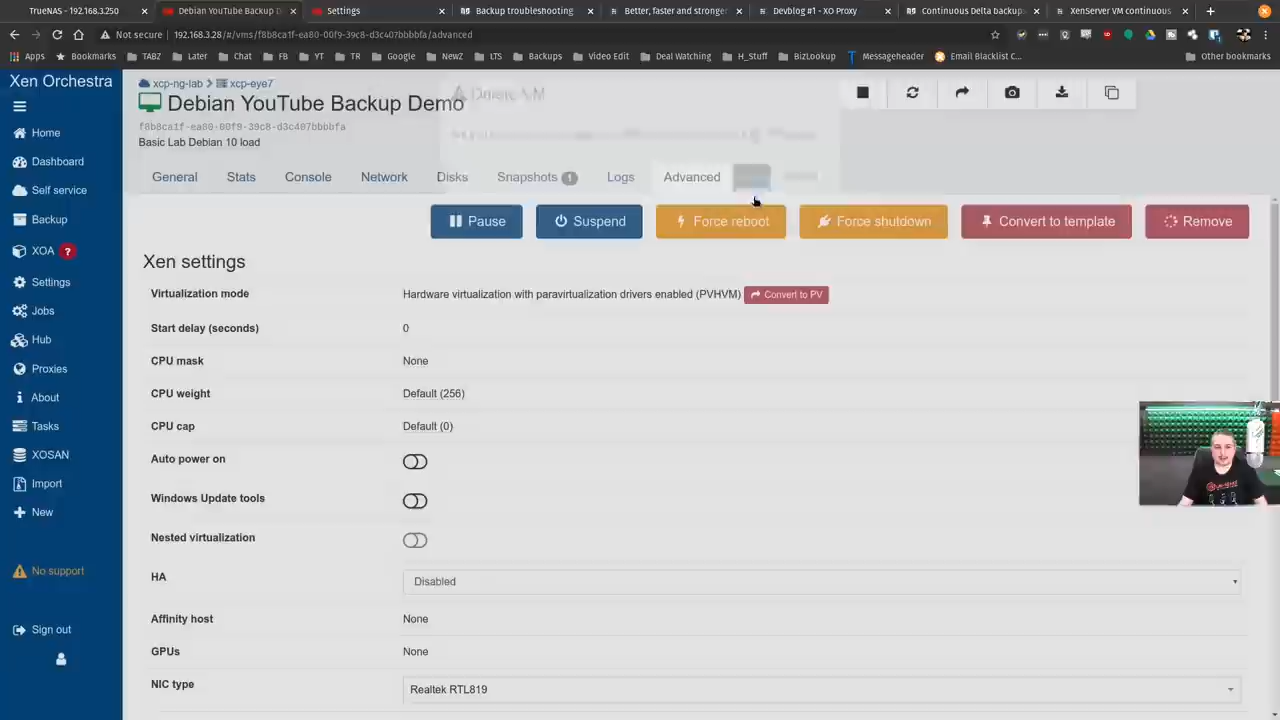 TrueNAS - 192.168.3.250
Debian YouTube Backup D
Settings
Backup troubleshooting
Better, faster and stronger
Devblog #1 - XO Proxy
Continuous Delta backup
XenServer VM continuous
Not secure
192.168.3.28/#/vms/f8b8ca1f-ea80-00f9-39c8-d3c407bbbbfa/advanced
Apps
Bookmarks
TABZ
Later
Chat
FB
YT
TR
Google
NewZ
LTS
Backups
Video Edit
Deal Watching
H_Stuff
BizLookup
Messageheader
Email Blacklist C...
Other bookmarks
Xen Orchestra
Home
Dashboard
Self service
Backup
XOA ?
Settings
Jobs
Hub
Proxies
About
Tasks
XOSAN
Import
New
No support
Sign out
xcp-ng-lab
xcp-eye7
Debian YouTube Backup Demo
f8b8ca1f-ea80-00f9-39c8-d3c407bbbbfa
Basic Lab Debian 10 load
Delete VM
General
Stats
Console
Network
Disks
Snapshots 1
Logs
Advanced
Pause
Suspend
Force reboot
Force shutdown
Convert to template
Remove
Xen settings
Virtualization mode
Hardware virtualization with paravirtualization drivers enabled (PVHVM)
Convert to PV
Start delay (seconds)
0
CPU mask
None
CPU weight
Default (256)
CPU cap
Default (0)
Auto power on
Windows Update tools
Nested virtualization
HA
Disabled
Affinity host
None
GPUs
None
NIC type
Realtek RTL819